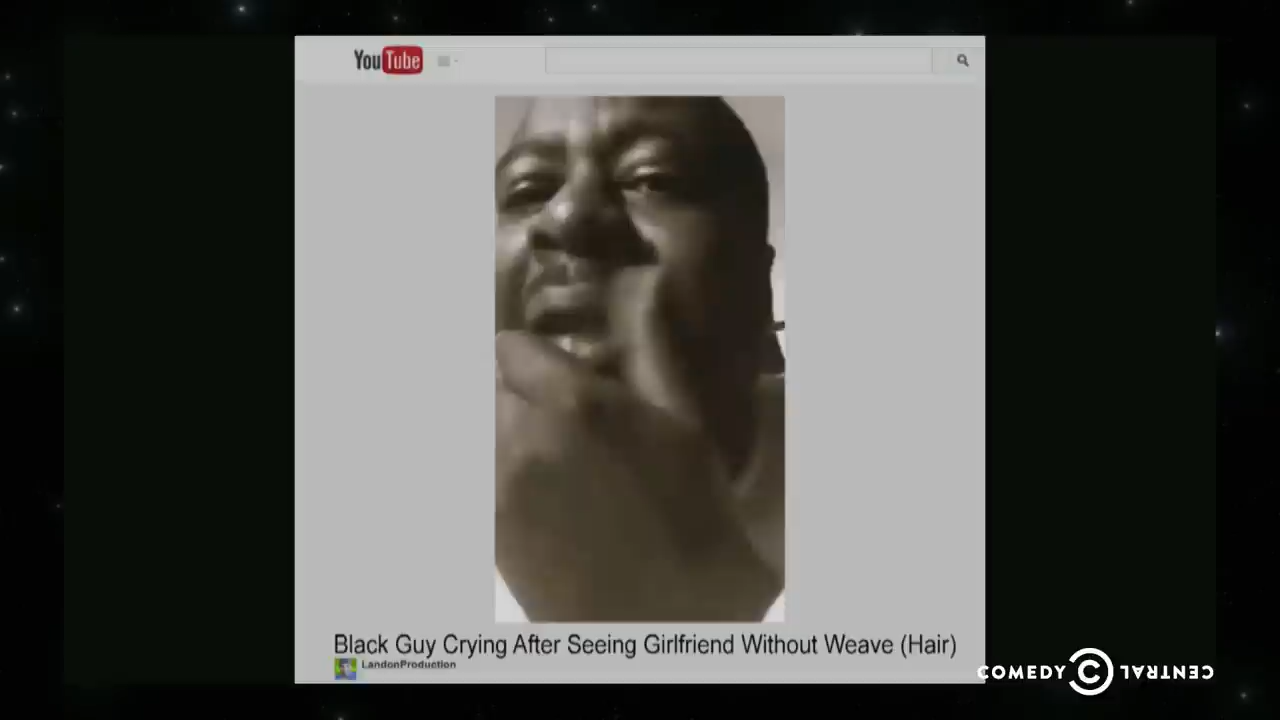 YouTube
Black Guy Crying After Seeing Girlfriend Without Weave (Hair)
LandonProduction
COMEDY CENTRAL